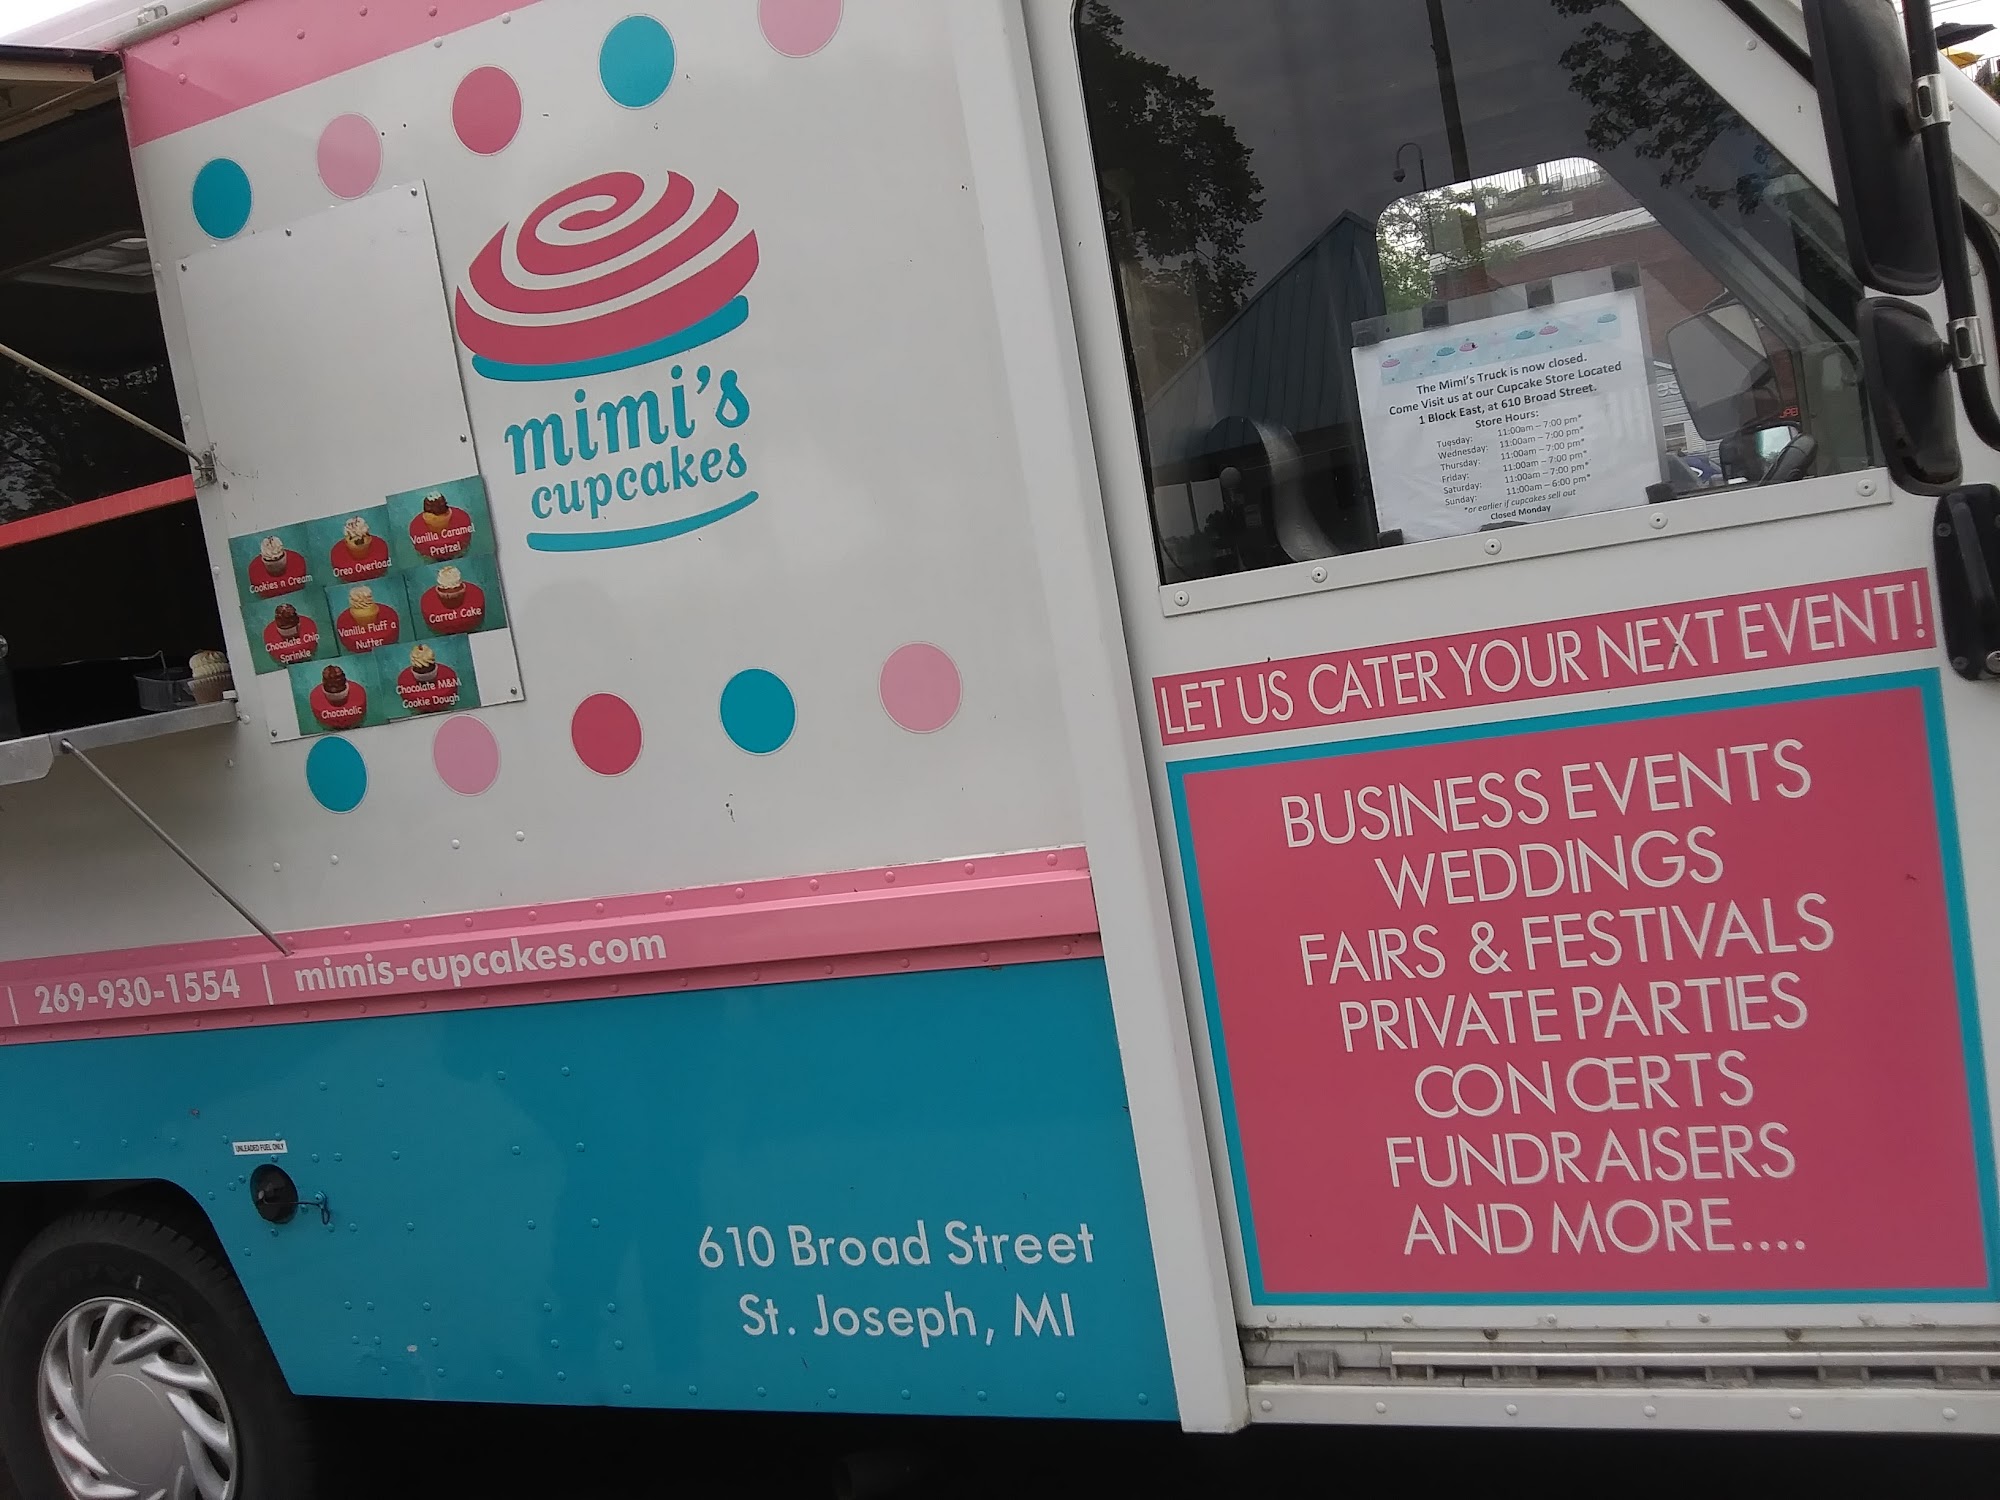 mimi's
cupcakes
Cookies n Cream
Oreo Overload
Vanilla Caramel
Pretzel
Chocolate Chip
Sprinkle
Vanilla Fluff a
Nutter
Carrot Cake
Chocoholic
Chocolate M&M
Cookie Dough
The Mimi's Truck is now closed.
Come Visit us at our Cupcake Store Located
1 Block East, at 610 Broad Street.
Store Hours:
Tuesday: 11:00am – 7:00 pm*
Wednesday: 11:00am – 7:00 pm*
Thursday: 11:00am – 7:00 pm*
Friday: 11:00am – 7:00 pm*
Saturday: 11:00am – 7:00 pm*
Sunday: 11:00am – 6:00 pm*
*or earlier if cupcakes sell out
Closed Monday
LET US CATER YOUR NEXT EVENT!
BUSINESS EVENTS
WEDDINGS
FAIRS & FESTIVALS
PRIVATE PARTIES
CONCERTS
FUNDRAISERS
AND MORE....
| 269-930-1554 | mimis-cupcakes.com
UNLEADED FUEL ONLY
610 Broad Street
St. Joseph, MI